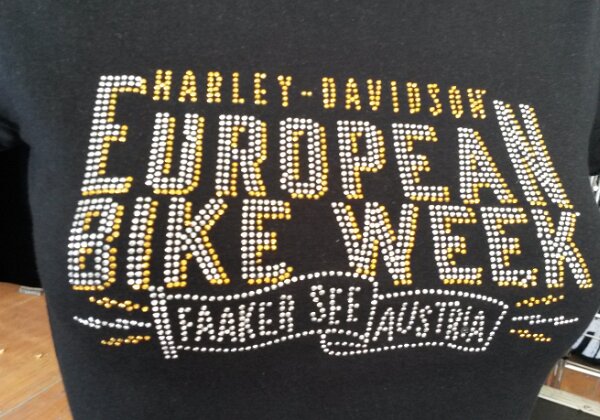 HARLEY-DAVIDSON
EUROPEAN
BIKE WEEK
FAAKER SEE AUSTRIA